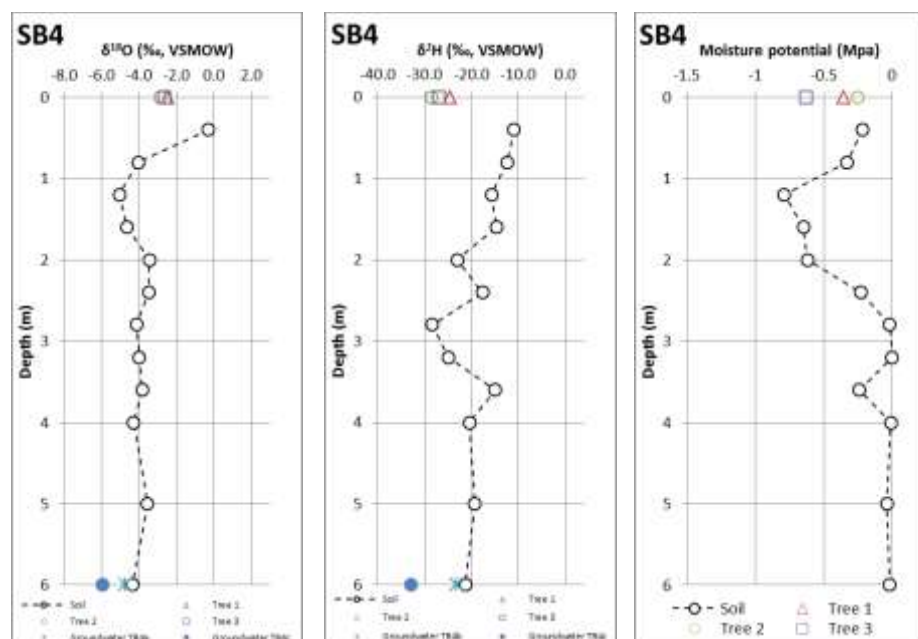 SB4
δ¹⁸O (‰, VSMOW)
-8.0 -6.0 -4.0 -2.0 0.0 2.0
0
1
2
3
4
5
6
Depth (m)
Soil Tree 1
Tree 2 Tree 3
Groundwater Groundwater
SB4
δ²H (‰, VSMOW)
-40.0 -30.0 -20.0 -10.0 0.0
0
1
2
3
4
5
6
Depth (m)
Soil Tree 1
Tree 2 Tree 3
Groundwater Groundwater
SB4
Moisture potential (Mpa)
-1.5 -1 -0.5 0
0
1
2
3
4
5
6
Depth (m)
Soil Tree 1
Tree 2 Tree 3